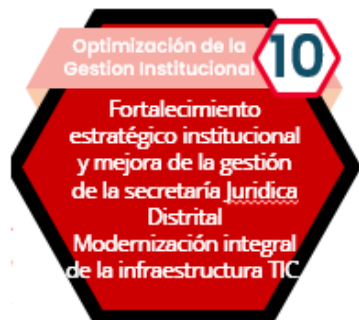 Optimización de la
Gestion Institucional
10
Fortalecimiento
estratégico institucional
y mejora de la gestión
de la secretaría Juridica
Distrital
Modernización integral
de la infraestructura TIC.